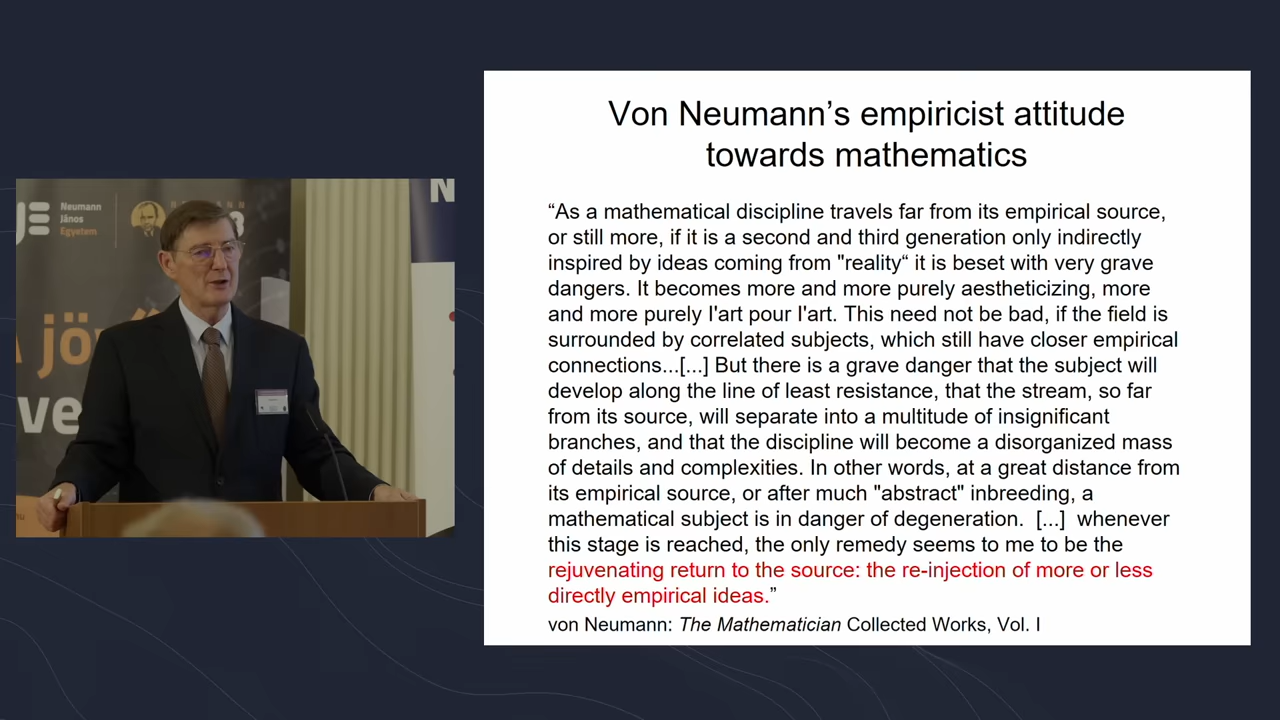 Neumann
János
Egyetem
NEUMANN
N
A jöv
ve
Von Neumann’s empiricist attitude
towards mathematics
“As a mathematical discipline travels far from its empirical source,
or still more, if it is a second and third generation only indirectly
inspired by ideas coming from "reality“ it is beset with very grave
dangers. It becomes more and more purely aestheticizing, more
and more purely l'art pour l'art. This need not be bad, if the field is
surrounded by correlated subjects, which still have closer empirical
connections...[...] But there is a grave danger that the subject will
develop along the line of least resistance, that the stream, so far
from its source, will separate into a multitude of insignificant
branches, and that the discipline will become a disorganized mass
of details and complexities. In other words, at a great distance from
its empirical source, or after much "abstract" inbreeding, a
mathematical subject is in danger of degeneration. [...] whenever
this stage is reached, the only remedy seems to me to be the
rejuvenating return to the source: the re-injection of more or less
directly empirical ideas.”
von Neumann: The Mathematician Collected Works, Vol. I